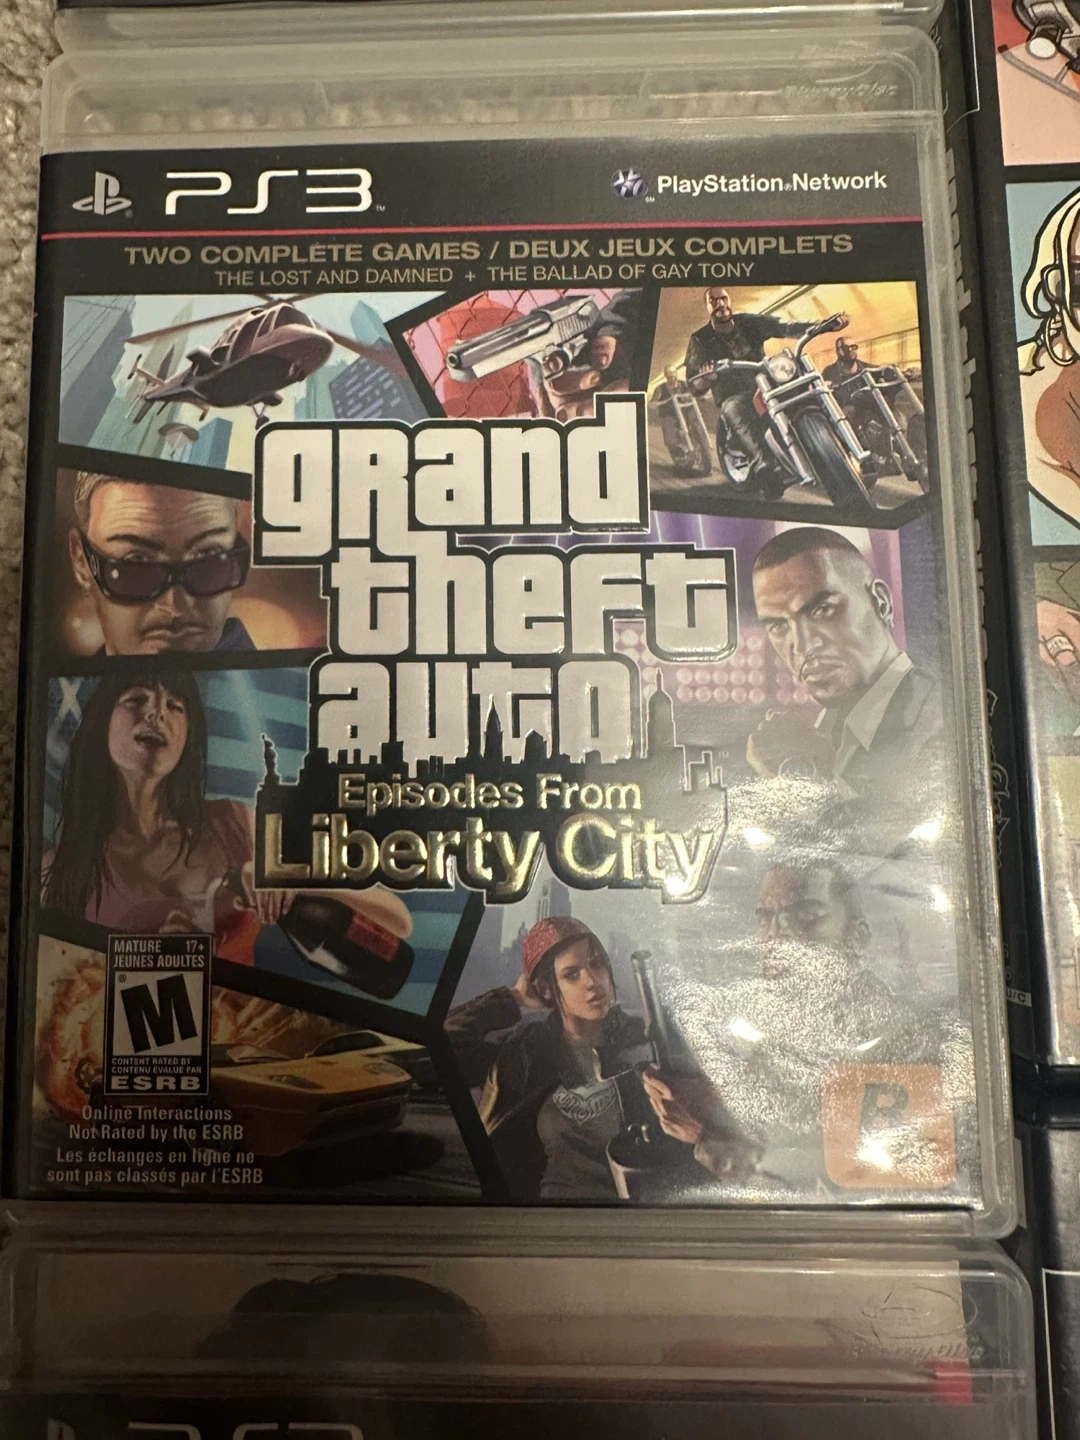 PS3
PlayStation®Network
TWO COMPLETE GAMES / DEUX JEUX COMPLETS
THE LOST AND DAMNED + THE BALLAD OF GAY TONY
grand
theft
auto
Episodes From
Liberty City
MATURE 17+
JEUNES ADULTES
M
CONTENT RATED BY
CONTENU ÉVALUÉ PAR
ESRB
Online Interactions
Not Rated by the ESRB
Les échanges en ligne ne
sont pas classés par l'ESRB
R
PS3